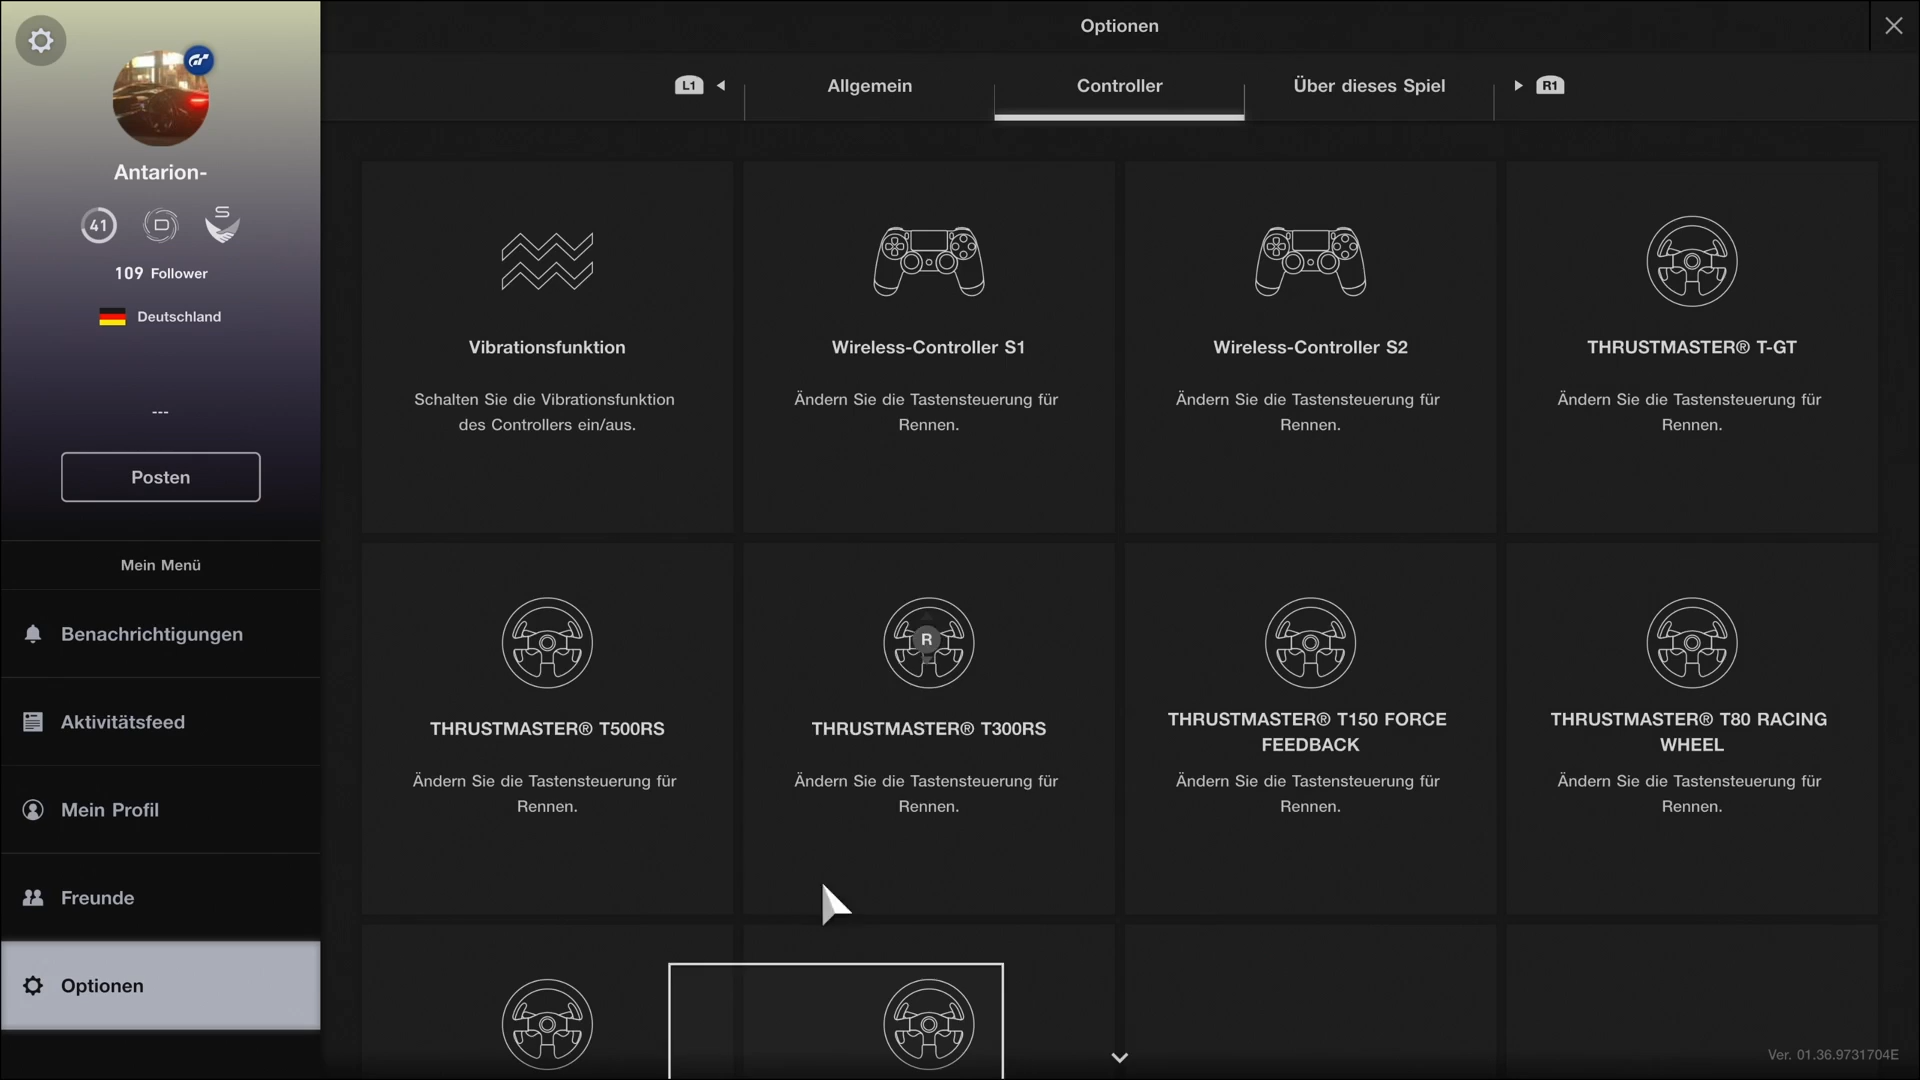 Optionen
L1
Allgemein
Controller
Über dieses Spiel
R1
GT
Antarion-
41
D
S
109 Follower
Deutschland
---
Posten
Mein Menü
Benachrichtigungen
Aktivitätsfeed
Mein Profil
Freunde
Optionen
Vibrationsfunktion
Schalten Sie die Vibrationsfunktion
des Controllers ein/aus.
Wireless-Controller S1
Ändern Sie die Tastensteuerung für
Rennen.
Wireless-Controller S2
Ändern Sie die Tastensteuerung für
Rennen.
THRUSTMASTER® T-GT
Ändern Sie die Tastensteuerung für
Rennen.
THRUSTMASTER® T500RS
Ändern Sie die Tastensteuerung für
Rennen.
R
THRUSTMASTER® T300RS
Ändern Sie die Tastensteuerung für
Rennen.
THRUSTMASTER® T150 FORCE
FEEDBACK
Ändern Sie die Tastensteuerung für
Rennen.
THRUSTMASTER® T80 RACING
WHEEL
Ändern Sie die Tastensteuerung für
Rennen.
Ver. 01.36.9731704E